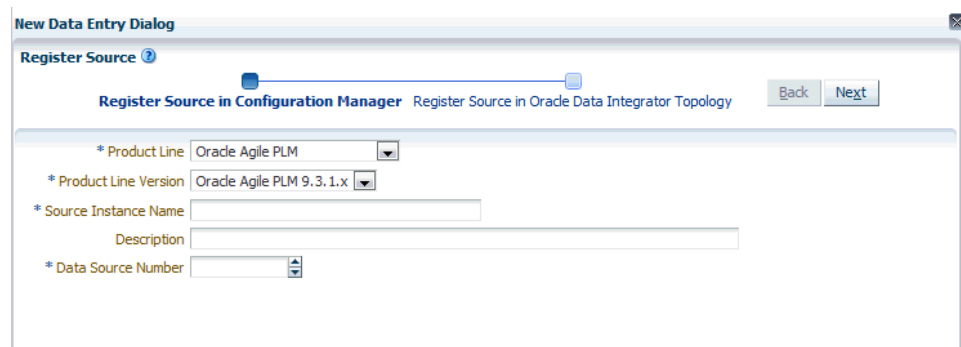 New Data Entry Dialog
Register Source
Register Source in Configuration Manager Register Source in Oracle Data Integrator Topology
Back Next
* Product Line Oracle Agile PLM
* Product Line Version Oracle Agile PLM 9.3.1.x
* Source Instance Name
Description
* Data Source Number